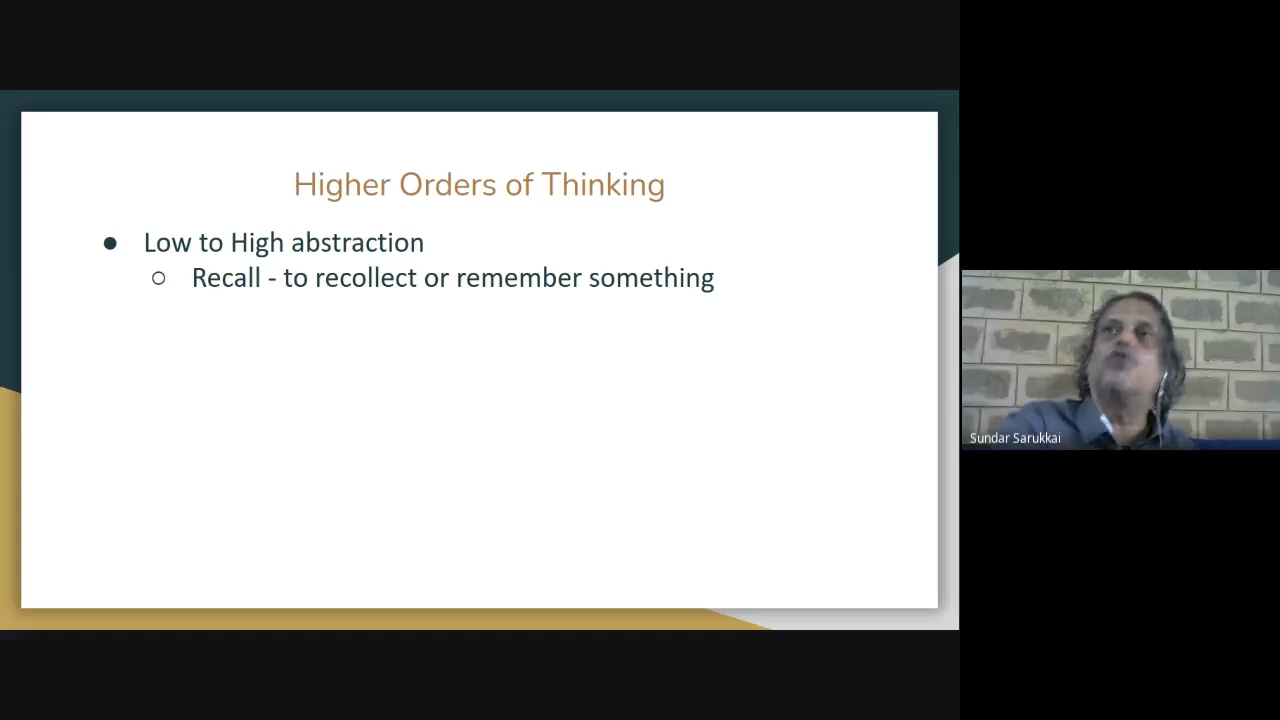 Higher Orders of Thinking
● Low to High abstraction
○ Recall - to recollect or remember something
Sundar Sarukkai